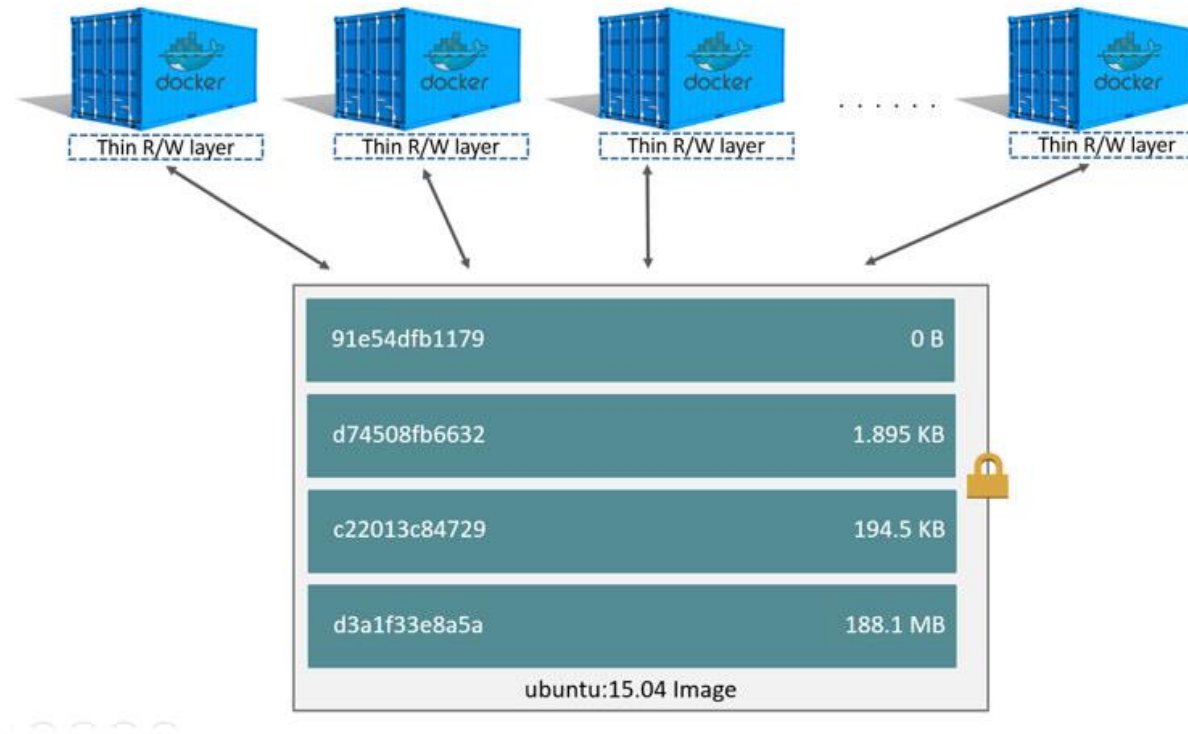 docker
docker
docker
docker
Thin R/W layer
Thin R/W layer
Thin R/W layer
Thin R/W layer
. . . . . .
91e54dfb1179 0 B
d74508fb6632 1.895 KB
c22013c84729 194.5 KB
d3a1f33e8a5a 188.1 MB
ubuntu:15.04 Image